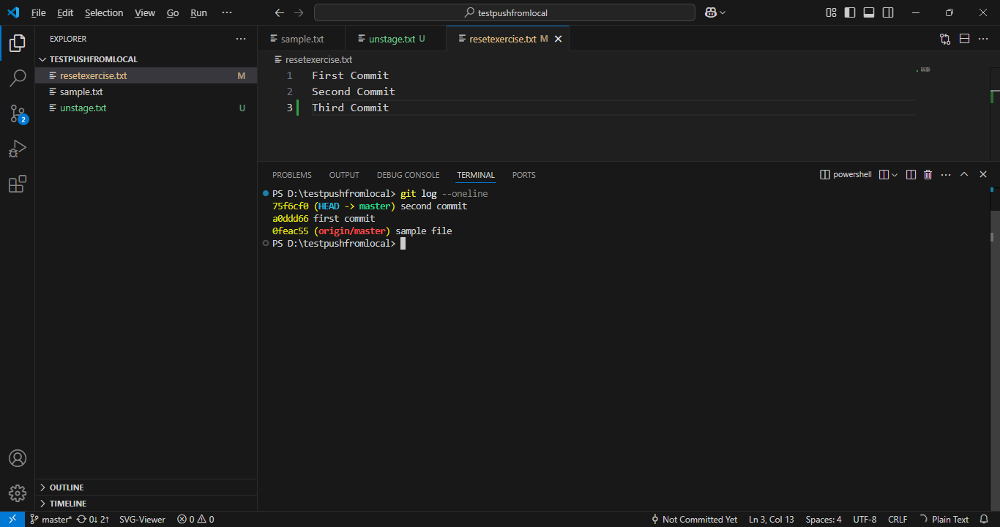 File Edit Selection View Go Run ··· testpushfromlocal
EXPLORER ···
TESTPUSHFROMLOCAL
resetexercise.txt M
sample.txt
unstage.txt U
2
OUTLINE
TIMELINE
sample.txt unstage.txt U resetexercise.txt M
resetexercise.txt
1 First Commit
2 Second Commit
3 Third Commit
PROBLEMS OUTPUT DEBUG CONSOLE TERMINAL PORTS powershell
PS D:\testpushfromlocal> git log --oneline
75f6cf0 (HEAD -> master) second commit
a0ddd66 first commit
0feac55 (origin/master) sample file
PS D:\testpushfromlocal>
master* 0↓ 2↑ SVG-Viewer 0 0 Not Committed Yet Ln 3, Col 13 Spaces: 4 UTF-8 CRLF Plain Text